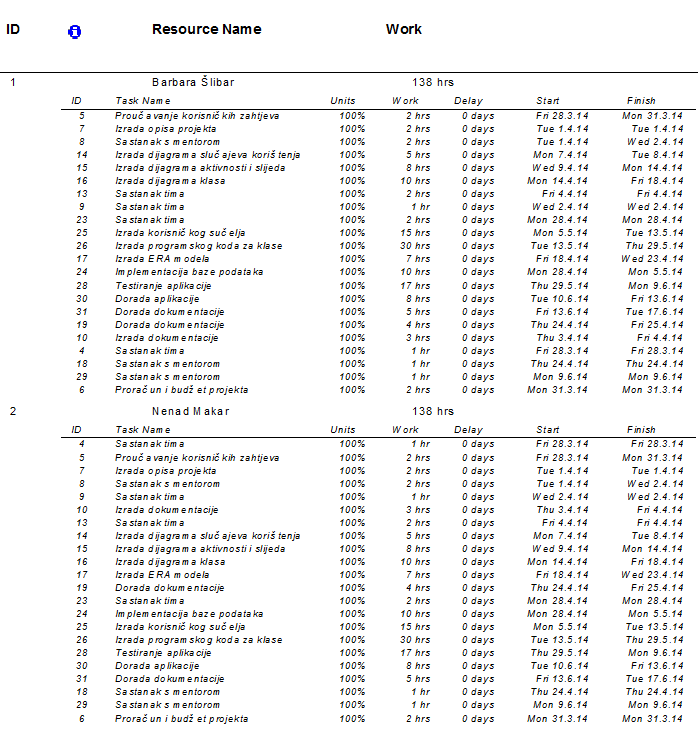 ID Resource Name Work
1 Barbara Šlibar 138 hrs
ID Task Name Units Work Delay Start Finish
5 Proučavanje korisničkih zahtjeva 100% 2 hrs 0 days Fri 28.3.14 Mon 31.3.14
7 Izrada opisa projekta 100% 2 hrs 0 days Tue 1.4.14 Tue 1.4.14
8 Sastanak s mentorom 100% 2 hrs 0 days Tue 1.4.14 Wed 2.4.14
14 Izrada dijagrama slučajeva korištenja 100% 5 hrs 0 days Mon 7.4.14 Tue 8.4.14
15 Izrada dijagrama aktivnosti i slijeda 100% 8 hrs 0 days Wed 9.4.14 Mon 14.4.14
16 Izrada dijagrama klasa 100% 10 hrs 0 days Mon 14.4.14 Fri 18.4.14
13 Sastanak tima 100% 2 hrs 0 days Fri 4.4.14 Fri 4.4.14
9 Sastanak tima 100% 1 hr 0 days Wed 2.4.14 Wed 2.4.14
23 Sastanak tima 100% 2 hrs 0 days Mon 28.4.14 Mon 28.4.14
25 Izrada korisničkog sučelja 100% 15 hrs 0 days Mon 5.5.14 Tue 13.5.14
26 Izrada programskog koda za klase 100% 30 hrs 0 days Tue 13.5.14 Thu 29.5.14
17 Izrada ERA modela 100% 7 hrs 0 days Fri 18.4.14 Wed 23.4.14
24 Implementacija baze podataka 100% 10 hrs 0 days Mon 28.4.14 Mon 5.5.14
28 Testiranje aplikacije 100% 17 hrs 0 days Thu 29.5.14 Mon 9.6.14
30 Dorada aplikacije 100% 8 hrs 0 days Tue 10.6.14 Fri 13.6.14
31 Dorada dokumentacije 100% 5 hrs 0 days Fri 13.6.14 Tue 17.6.14
19 Dorada dokumentacije 100% 4 hrs 0 days Thu 24.4.14 Fri 25.4.14
10 Izrada dokumentacije 100% 3 hrs 0 days Thu 3.4.14 Fri 4.4.14
4 Sastanak tima 100% 1 hr 0 days Fri 28.3.14 Fri 28.3.14
18 Sastanak s mentorom 100% 1 hr 0 days Thu 24.4.14 Thu 24.4.14
29 Sastanak s mentorom 100% 1 hr 0 days Mon 9.6.14 Mon 9.6.14
6 Proračun i budžet projekta 100% 2 hrs 0 days Mon 31.3.14 Mon 31.3.14
2 Nenad Makar 138 hrs
ID Task Name Units Work Delay Start Finish
4 Sastanak tima 100% 1 hr 0 days Fri 28.3.14 Fri 28.3.14
5 Proučavanje korisničkih zahtjeva 100% 2 hrs 0 days Fri 28.3.14 Mon 31.3.14
7 Izrada opisa projekta 100% 2 hrs 0 days Tue 1.4.14 Tue 1.4.14
8 Sastanak s mentorom 100% 2 hrs 0 days Tue 1.4.14 Wed 2.4.14
9 Sastanak tima 100% 1 hr 0 days Wed 2.4.14 Wed 2.4.14
10 Izrada dokumentacije 100% 3 hrs 0 days Thu 3.4.14 Fri 4.4.14
13 Sastanak tima 100% 2 hrs 0 days Fri 4.4.14 Fri 4.4.14
14 Izrada dijagrama slučajeva korištenja 100% 5 hrs 0 days Mon 7.4.14 Tue 8.4.14
15 Izrada dijagrama aktivnosti i slijeda 100% 8 hrs 0 days Wed 9.4.14 Mon 14.4.14
16 Izrada dijagrama klasa 100% 10 hrs 0 days Mon 14.4.14 Fri 18.4.14
17 Izrada ERA modela 100% 7 hrs 0 days Fri 18.4.14 Wed 23.4.14
19 Dorada dokumentacije 100% 4 hrs 0 days Thu 24.4.14 Fri 25.4.14
23 Sastanak tima 100% 2 hrs 0 days Mon 28.4.14 Mon 28.4.14
24 Implementacija baze podataka 100% 10 hrs 0 days Mon 28.4.14 Mon 5.5.14
25 Izrada korisničkog sučelja 100% 15 hrs 0 days Mon 5.5.14 Tue 13.5.14
26 Izrada programskog koda za klase 100% 30 hrs 0 days Tue 13.5.14 Thu 29.5.14
28 Testiranje aplikacije 100% 17 hrs 0 days Thu 29.5.14 Mon 9.6.14
30 Dorada aplikacije 100% 8 hrs 0 days Tue 10.6.14 Fri 13.6.14
31 Dorada dokumentacije 100% 5 hrs 0 days Fri 13.6.14 Tue 17.6.14
18 Sastanak s mentorom 100% 1 hr 0 days Thu 24.4.14 Thu 24.4.14
29 Sastanak s mentorom 100% 1 hr 0 days Mon 9.6.14 Mon 9.6.14
6 Proračun i budžet projekta 100% 2 hrs 0 days Mon 31.3.14 Mon 31.3.14